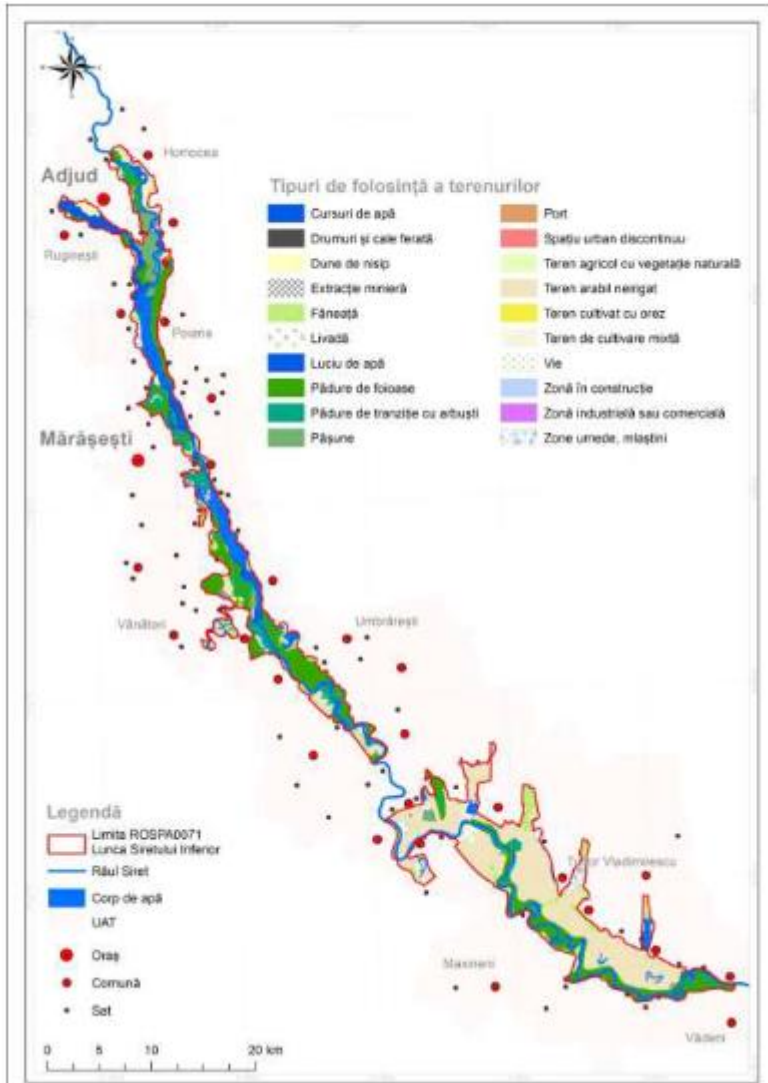 Homocea
Adjud
Rugineşti
Poiana
Mărăşeşti
Vânători
Umbrăreşti
Tudor Vladimirescu
Maxineni
Vădeni
Tipuri de folosinţă a terenurilor
Cursuri de apă
Drumuri şi cale ferată
Dune de nisip
Extracţie minieră
Fâneaţă
Livadă
Luciu de apă
Pădure de foioase
Pădure de tranziţie cu arbuşti
Păşune
Port
Spaţiu urban discontinuu
Teren agricol cu vegetaţie naturală
Teren arabil neirigat
Teren cultivat cu orez
Teren de cultivare mixtă
Vie
Zonă în construcţie
Zonă industrială sau comercială
Zone umede, mlaştini
Legendă
Limita ROSPA0071
Lunca Siretului Inferior
Râul Siret
Corp de apă
UAT
Oraş
Comună
Sat
0 5 10 20 km